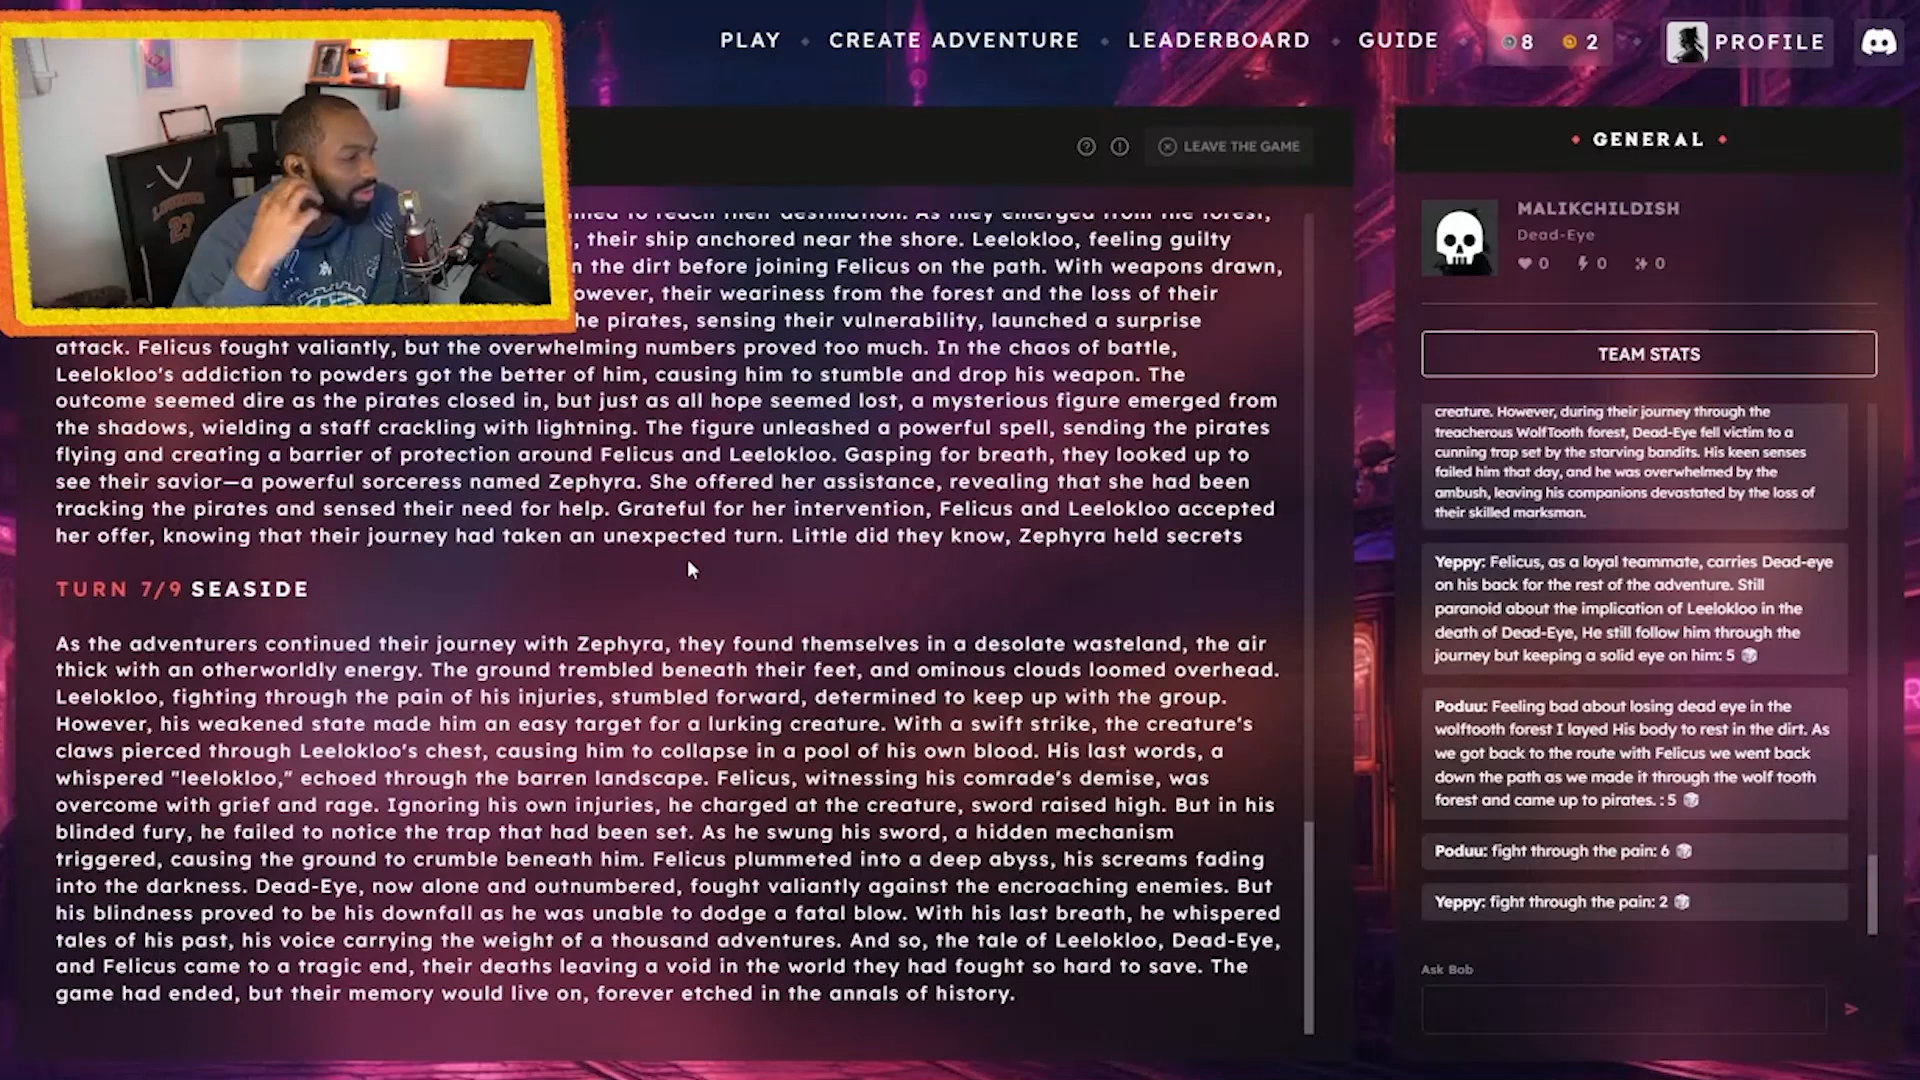 PLAY CREATE ADVENTURE LEADERBOARD GUIDE 8 2 PROFILE
LEAVE THE GAME
to reach their destination. As they emerged from the forest,
, their ship anchored near the shore. Leelokloo, feeling guilty
n the dirt before joining Felicus on the path. With weapons drawn,
owever, their weariness from the forest and the loss of their
he pirates, sensing their vulnerability, launched a surprise
attack. Felicus fought valiantly, but the overwhelming numbers proved too much. In the chaos of battle,
Leelokloo's addiction to powders got the better of him, causing him to stumble and drop his weapon. The
outcome seemed dire as the pirates closed in, but just as all hope seemed lost, a mysterious figure emerged from
the shadows, wielding a staff crackling with lightning. The figure unleashed a powerful spell, sending the pirates
flying and creating a barrier of protection around Felicus and Leelokloo. Gasping for breath, they looked up to
see their savior—a powerful sorceress named Zephyra. She offered her assistance, revealing that she had been
tracking the pirates and sensed their need for help. Grateful for her intervention, Felicus and Leelokloo accepted
her offer, knowing that their journey had taken an unexpected turn. Little did they know, Zephyra held secrets
TURN 7/9 SEASIDE
As the adventurers continued their journey with Zephyra, they found themselves in a desolate wasteland, the air
thick with an otherworldly energy. The ground trembled beneath their feet, and ominous clouds loomed overhead.
Leelokloo, fighting through the pain of his injuries, stumbled forward, determined to keep up with the group.
However, his weakened state made him an easy target for a lurking creature. With a swift strike, the creature's
claws pierced through Leelokloo's chest, causing him to collapse in a pool of his own blood. His last words, a
whispered "leelokloo," echoed through the barren landscape. Felicus, witnessing his comrade's demise, was
overcome with grief and rage. Ignoring his own injuries, he charged at the creature, sword raised high. But in his
blinded fury, he failed to notice the trap that had been set. As he swung his sword, a hidden mechanism
triggered, causing the ground to crumble beneath him. Felicus plummeted into a deep abyss, his screams fading
into the darkness. Dead-Eye, now alone and outnumbered, fought valiantly against the encroaching enemies. But
his blindness proved to be his downfall as he was unable to dodge a fatal blow. With his last breath, he whispered
tales of his past, his voice carrying the weight of a thousand adventures. And so, the tale of Leelokloo, Dead-Eye,
and Felicus came to a tragic end, their deaths leaving a void in the world they had fought so hard to save. The
game had ended, but their memory would live on, forever etched in the annals of history.
GENERAL
MALIKCHILDISH
Dead-Eye
0 0 0
TEAM STATS
creature. However, during their journey through the
treacherous WolfTooth forest, Dead-Eye fell victim to a
cunning trap set by the starving bandits. His keen senses
failed him that day, and he was overwhelmed by the
ambush, leaving his companions devastated by the loss of
their skilled marksman.
Yeppy: Felicus, as a loyal teammate, carries Dead-eye
on his back for the rest of the adventure. Still
paranoid about the implication of Leelokloo in the
death of Dead-Eye, He still follow him through the
journey but keeping a solid eye on him: 5
Poduu: Feeling bad about losing dead eye in the
wolftooth forest I layed His body to rest in the dirt. As
we got back to the route with Felicus we went back
down the path as we made it through the wolf tooth
forest and came up to pirates. : 5
Poduu: fight through the pain: 6
Yeppy: fight through the pain: 2
Ask Bob
23